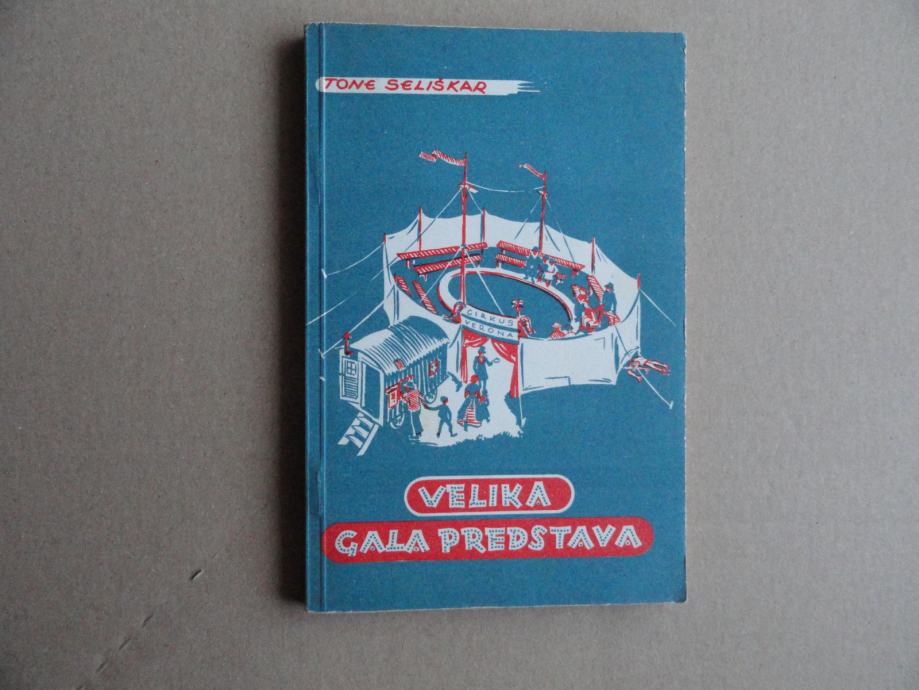 TONE SELIŠKAR
CIRKUS
VERONA
VELIKA
GALA PREDSTAVA